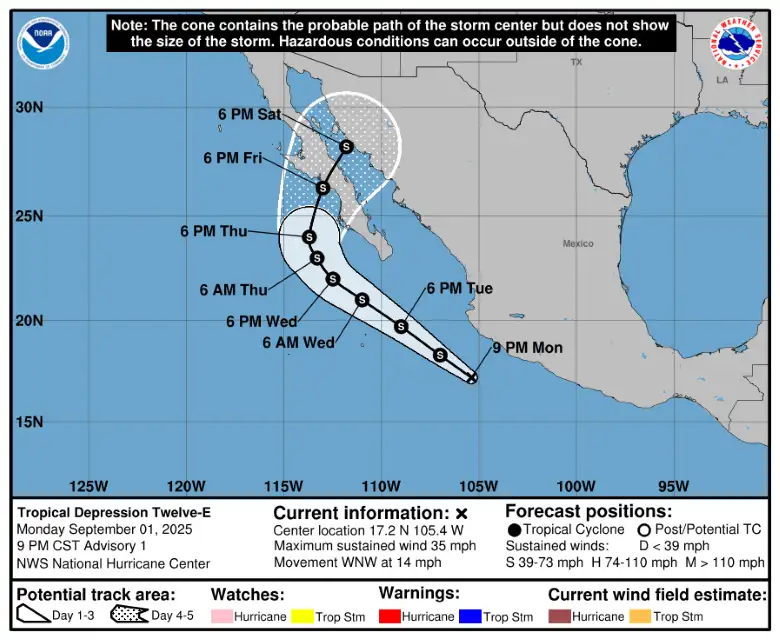 Note: The cone contains the probable path of the storm center but does not show
the size of the storm. Hazardous conditions can occur outside of the cone.
NOAA
NATIONAL WEATHER SERVICE
TX
LA
30N
6 PM Sat
6 PM Fri
25N
6 PM Thu
Mexico
6 AM Thu
6 PM Tue
20N
6 PM Wed
6 AM Wed
9 PM Mon
15N
125W 120W 115W 110W 105W 100W 95W
S
S
S
S
S
S
Tropical Depression Twelve-E
Monday September 01, 2025
9 PM CST Advisory 1
NWS National Hurricane Center
Current information: x
Center location 17.2 N 105.4 W
Maximum sustained wind 35 mph
Movement WNW at 14 mph
Forecast positions:
Tropical Cyclone Post/Potential TC
Sustained winds: D < 39 mph
S 39-73 mph H 74-110 mph M > 110 mph
Potential track area:
Day 1-3 Day 4-5
Watches:
Hurricane Trop Stm
Warnings:
Hurricane Trop Stm
Current wind field estimate:
Hurricane Trop Stm